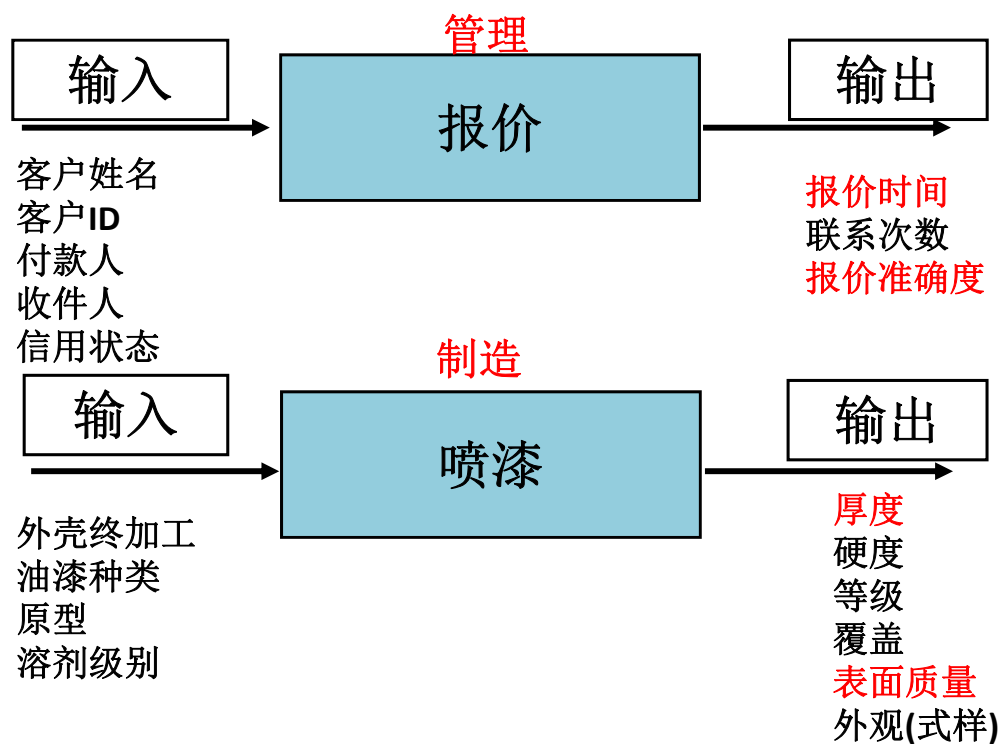 管理
输入
报价
输出
客户姓名
客户ID
付款人
收件人
信用状态
报价时间
联系次数
报价准确度
制造
输入
喷漆
输出
外壳终加工
油漆种类
原型
溶剂级别
厚度
硬度
等级
覆盖
表面质量
外观(式样)